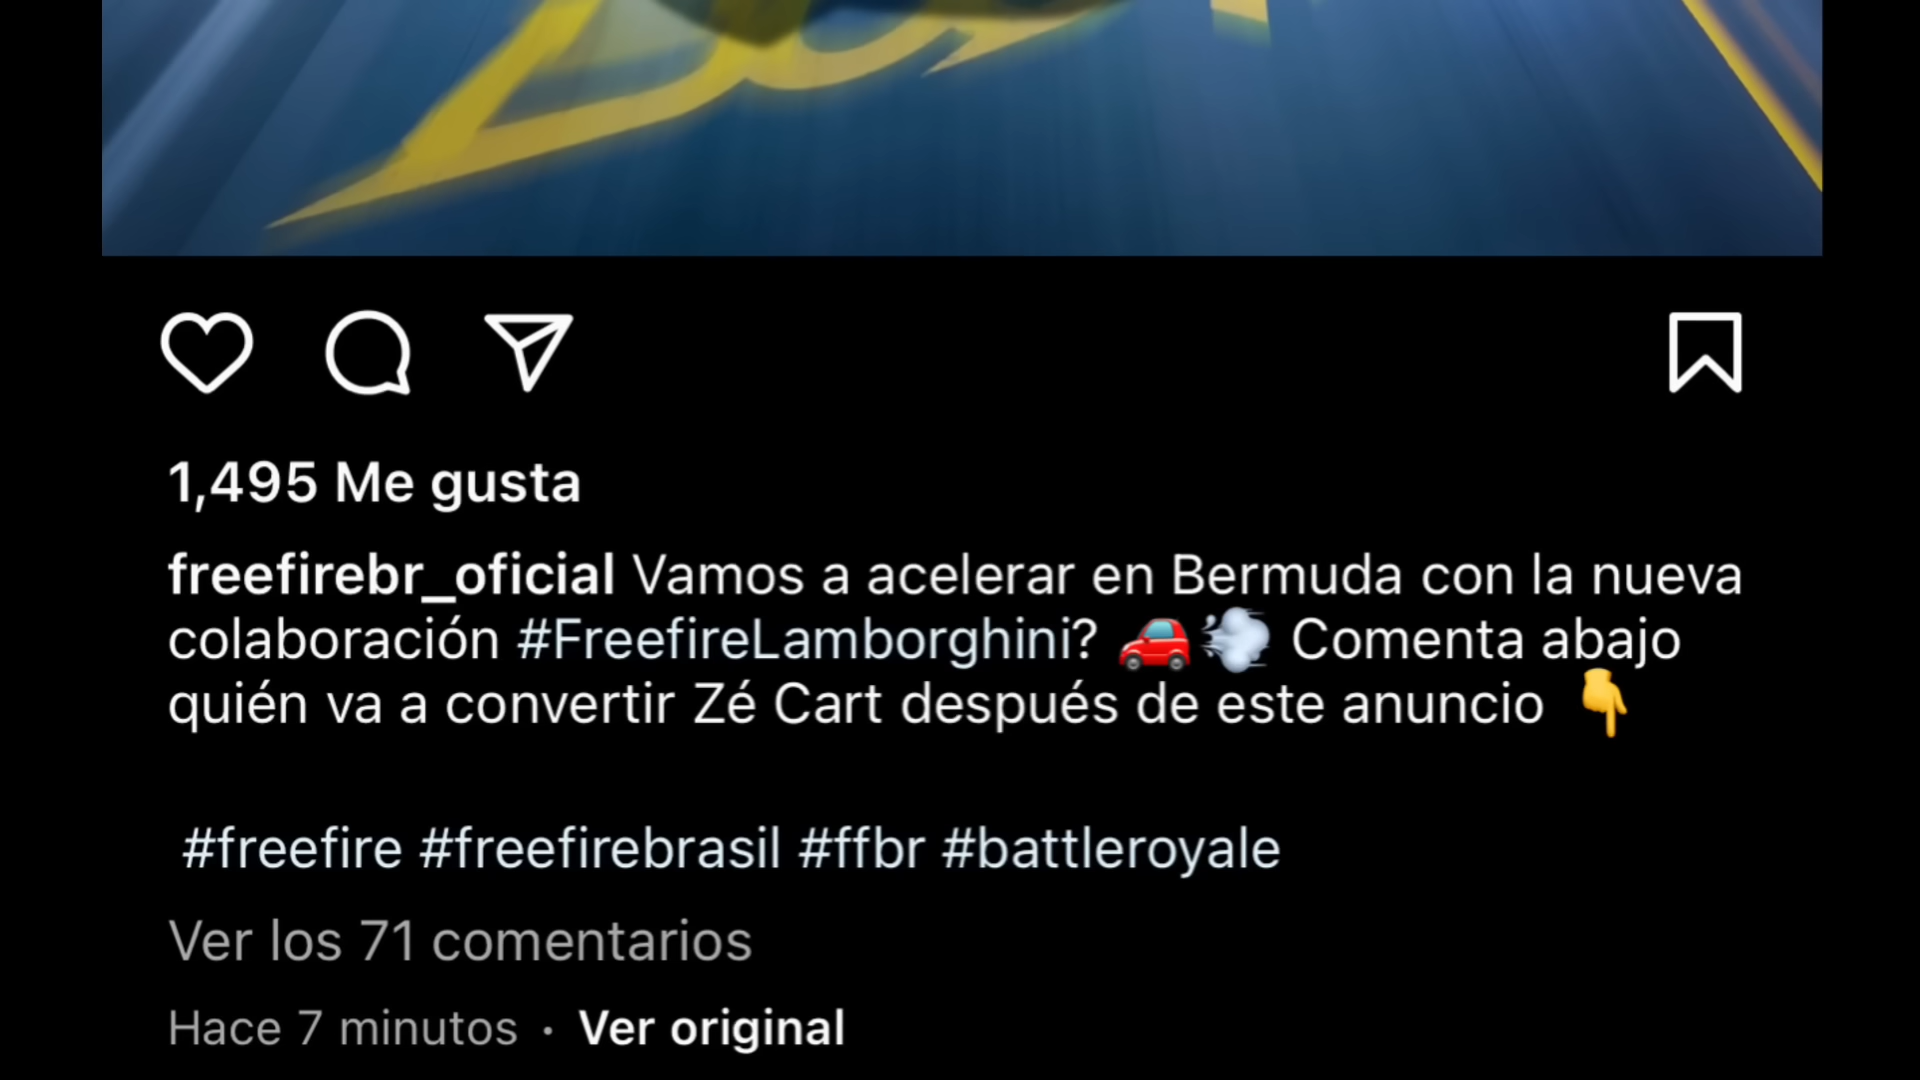 1,495 Me gusta
freefirebr_oficial Vamos a acelerar en Bermuda con la nueva
colaboración #FreefireLamborghini? 🚗💨 Comenta abajo
quién va a convertir Zé Cart después de este anuncio 👇
#freefire #freefirebrasil #ffbr #battleroyale
Ver los 71 comentarios
Hace 7 minutos · Ver original